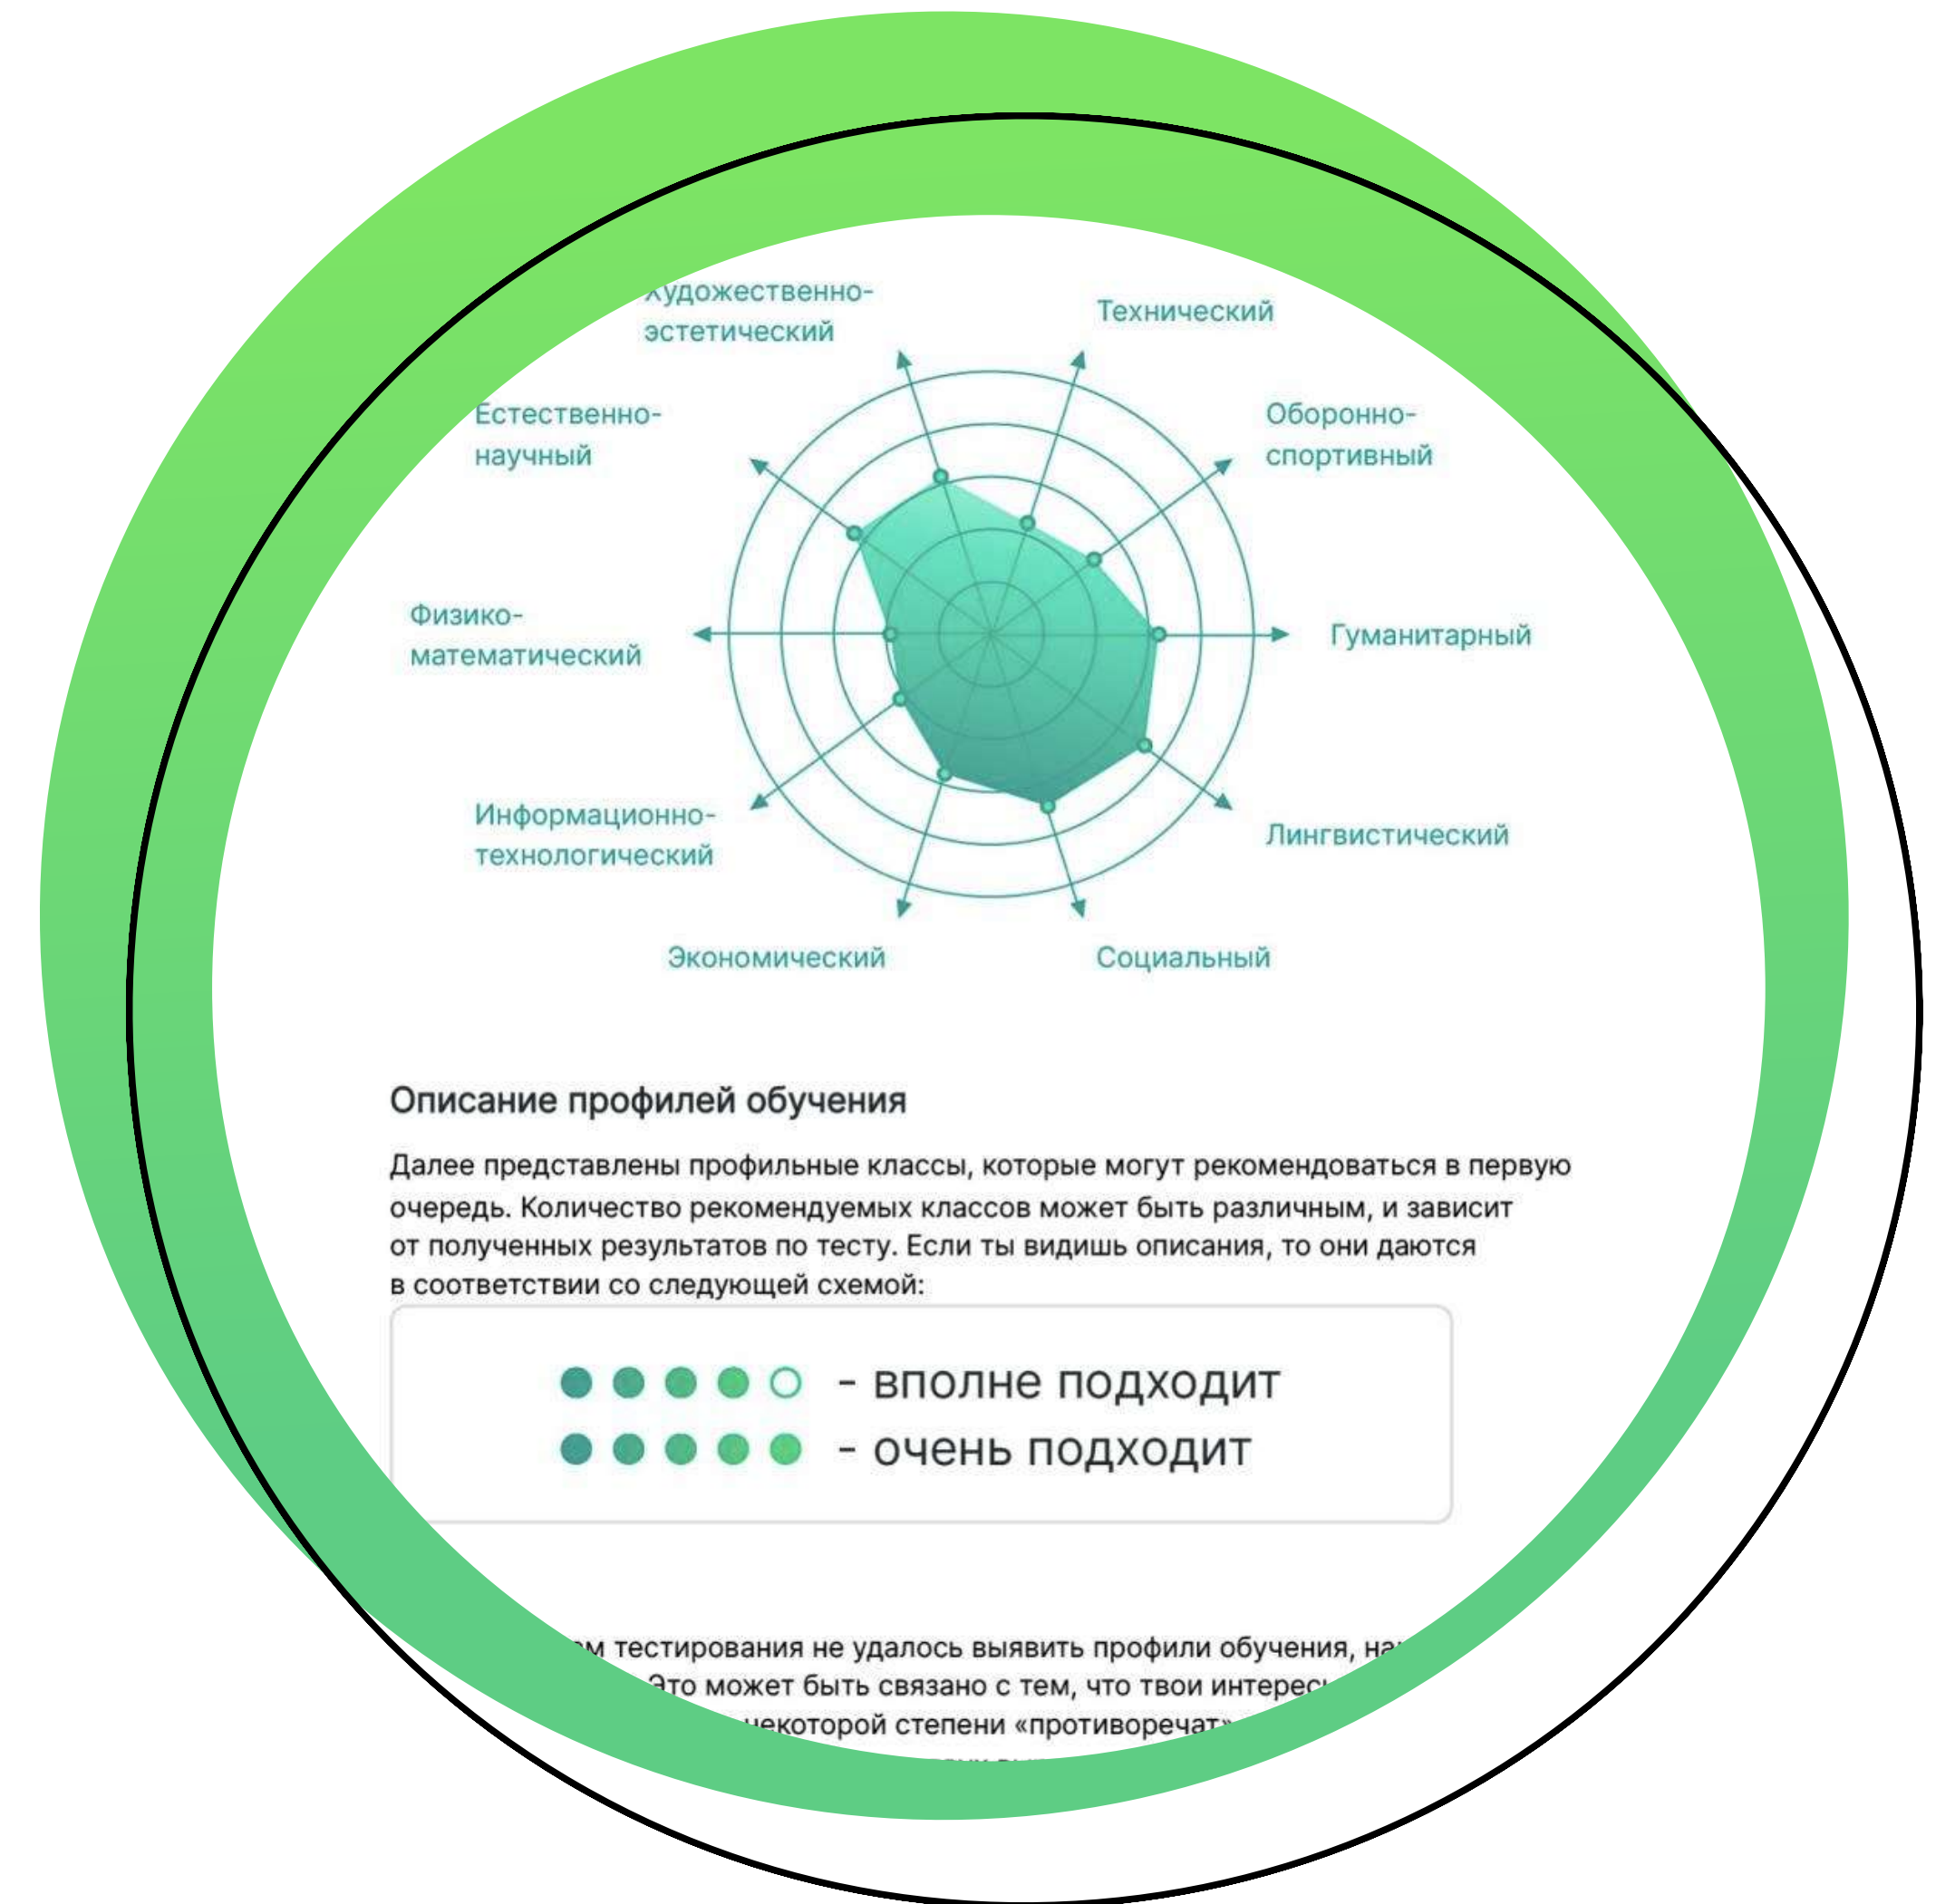 Художественно-
эстетический
Технический
Естественно-
научный
Оборонно-
спортивный
Физико-
математический
Гуманитарный
Информационно-
технологический
Лингвистический
Экономический
Социальный
Описание профилей обучения
Далее представлены профильные классы, которые могут рекомендоваться в первую
очередь. Количество рекомендуемых классов может быть различным, и зависит
от полученных результатов по тесту. Если ты видишь описания, то они даются
в соответствии со следующей схемой:
- вполне подходит
- очень подходит
тестирования не удалось выявить профили обучения,
Это может быть связано с тем, что твои
некоторой степени «противоречат»